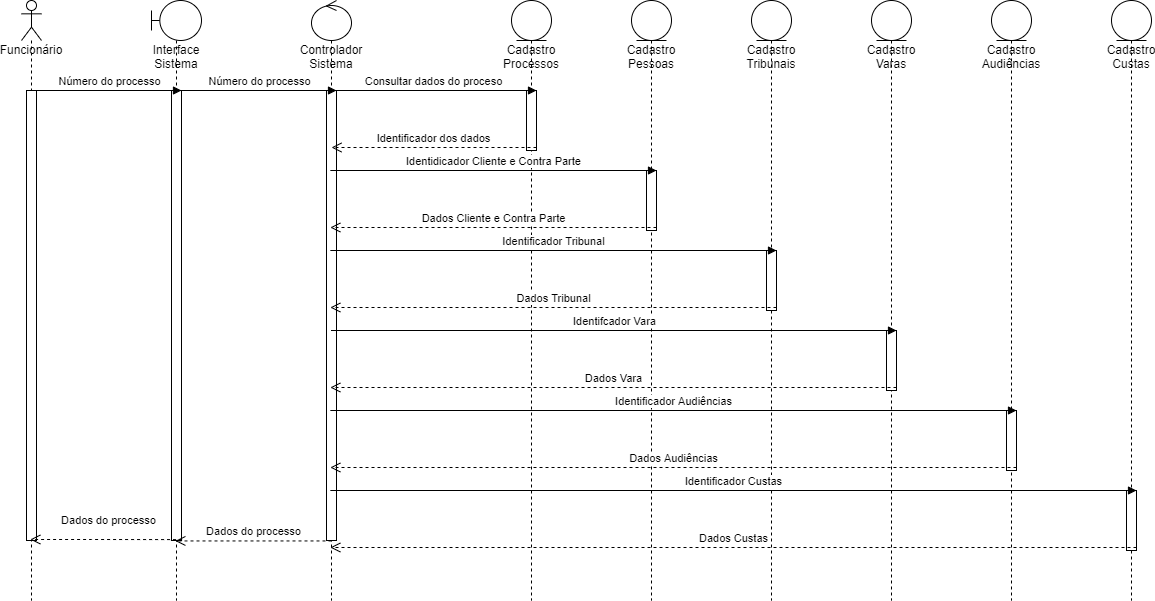 Funcionário
Interface
Sistema
Controlador
Sistema
Cadastro
Processos
Cadastro
Pessoas
Cadastro
Tribunais
Cadastro
Varas
Cadastro
Audiências
Cadastro
Custas
Número do processo
Número do processo
Consultar dados do proceso
Identificador dos dados
Identidicador Cliente e Contra Parte
Dados Cliente e Contra Parte
Identificador Tribunal
Dados Tribunal
Identifcador Vara
Dados Vara
Identificador Audiências
Dados Audiências
Identificador Custas
Dados do processo
Dados do processo
Dados Custas